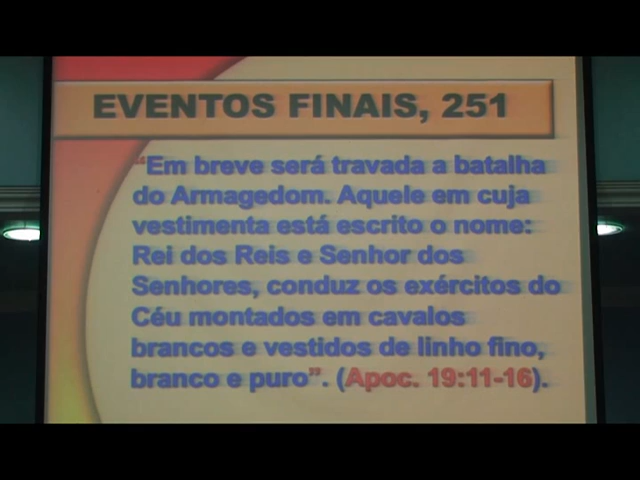 EVENTOS FINAIS, 251
“Em breve será travada a batalha
do Armagedom. Aquele em cuja
vestimenta está escrito o nome:
Rei dos Reis e Senhor dos
Senhores, conduz os exércitos do
Céu montados em cavalos
brancos e vestidos de linho fino,
branco e puro”. (Apoc. 19:11-16).